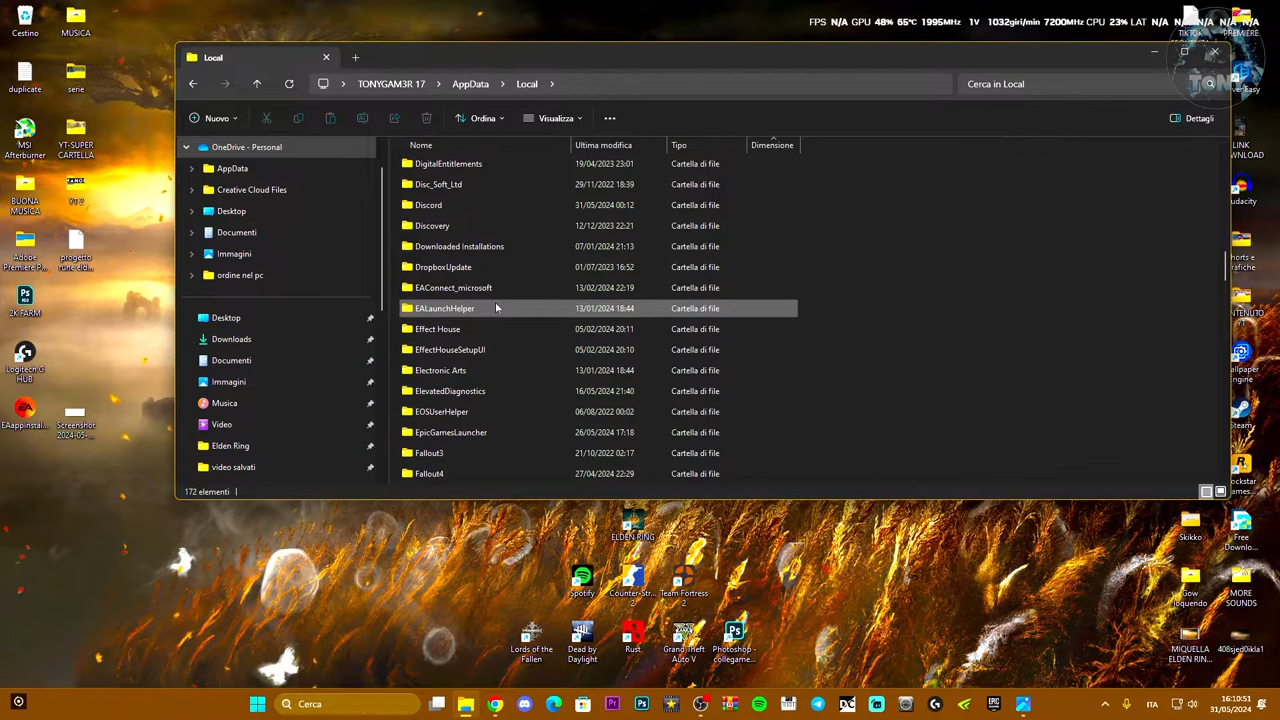 FPS N/A GPU 48% 65°C 1995MHz 1V 1032giri/min 7200MHz CPU 23% LAT N/A N/A N/A N/A
Cestino
MUSICA
duplicate
serie
MSI Afterburner
YT-SUPER CARTELLA
BUONA MUSICA
YT 2
Adobe Premiere P...
progetto rune eld...
2K FARM
Logitech G HUB
EAappInstal...
Screenshot 2024-05-...
Local
TONYGAM3R 17
AppData
Local
Cerca in Local
Nuovo
Ordina
Visualizza
Dettagli
OneDrive - Personal
AppData
Creative Cloud Files
Desktop
Documenti
Immagini
ordine nel pc
Desktop
Downloads
Documenti
Immagini
Musica
Video
Elden Ring
video salvati
Nome Ultima modifica Tipo Dimensione
DigitalEntitlements 19/04/2023 23:01 Cartella di file
Disc_Soft_Ltd 29/11/2022 18:39 Cartella di file
Discord 31/05/2024 00:12 Cartella di file
Discovery 12/12/2023 22:21 Cartella di file
Downloaded Installations 07/01/2024 21:13 Cartella di file
DropboxUpdate 01/07/2023 16:52 Cartella di file
EAConnect_microsoft 13/02/2024 22:19 Cartella di file
EALaunchHelper 13/01/2024 18:44 Cartella di file
Effect House 05/02/2024 20:11 Cartella di file
EffectHouseSetupUI 05/02/2024 20:10 Cartella di file
Electronic Arts 13/01/2024 18:44 Cartella di file
ElevatedDiagnostics 16/05/2024 21:40 Cartella di file
EOSUserHelper 06/08/2022 00:02 Cartella di file
EpicGamesLauncher 26/05/2024 17:18 Cartella di file
Fallout3 21/10/2022 02:17 Cartella di file
Fallout4 27/04/2024 22:29 Cartella di file
172 elementi
PREMIERE
TONY
Steam
ELDEN RING
Spotify
Counter-Str... 2
Team Fortress 2
Lords of the Fallen
Dead by Daylight
Rust
Grand Theft Auto V
Photoshop - collegame...
Skikko
Free Downlo...
Gow loquendo
MORE SOUNDS
MIQUELLA ELDEN RIN...
408sjed0ikla1
Cerca
ITA
16:10:51
31/05/2024